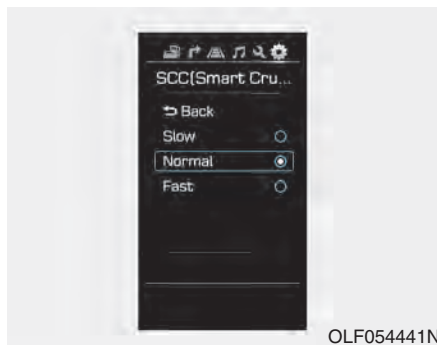 SCC(Smart Cru...
Back
Slow
Normal
Fast
OLF054441N